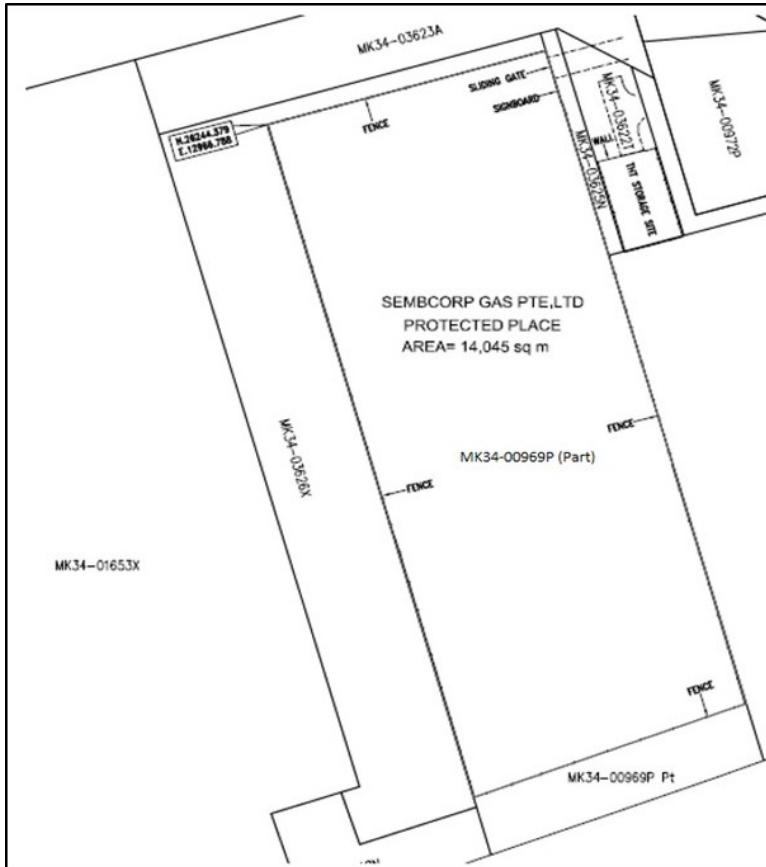 MK34-03623A
SLIDING GATE
SIGNBOARD
FENCE
N.28244.379
E.12966.788
MK34-03622T
MK34-00972P
WALL
MK34-03625N
TNT STORAGE SITE
SEMBCORP GAS PTE,LTD
PROTECTED PLACE
AREA= 14,045 sq m
FENCE
MK34-03626X
MK34-00969P (Part)
FENCE
MK34-01653X
FENCE
MK34-00969P Pt